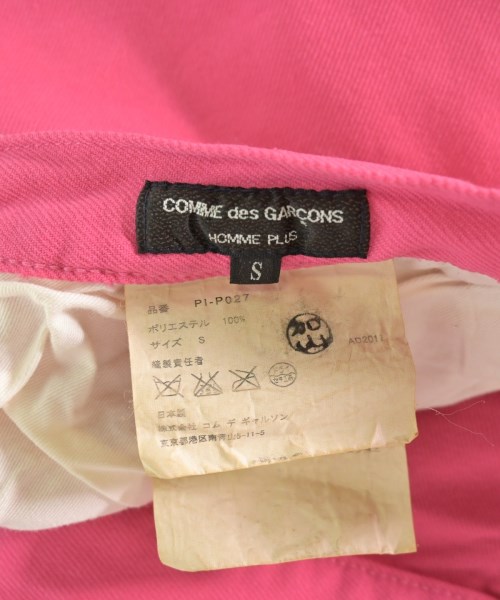 COMME des GARÇONS
HOMME PLUS
S
品番 PI-P027
ポリエステル 100%
サイズ S
縫製責任者
AD2011
日本製
株式会社 コム デ ギャルソン
東京都港区南青山5-11-5